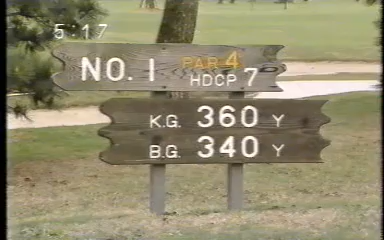 5:17
NO. 1 PAR 4
HDCP 7
K.G. 360 Y
B.G. 340 Y